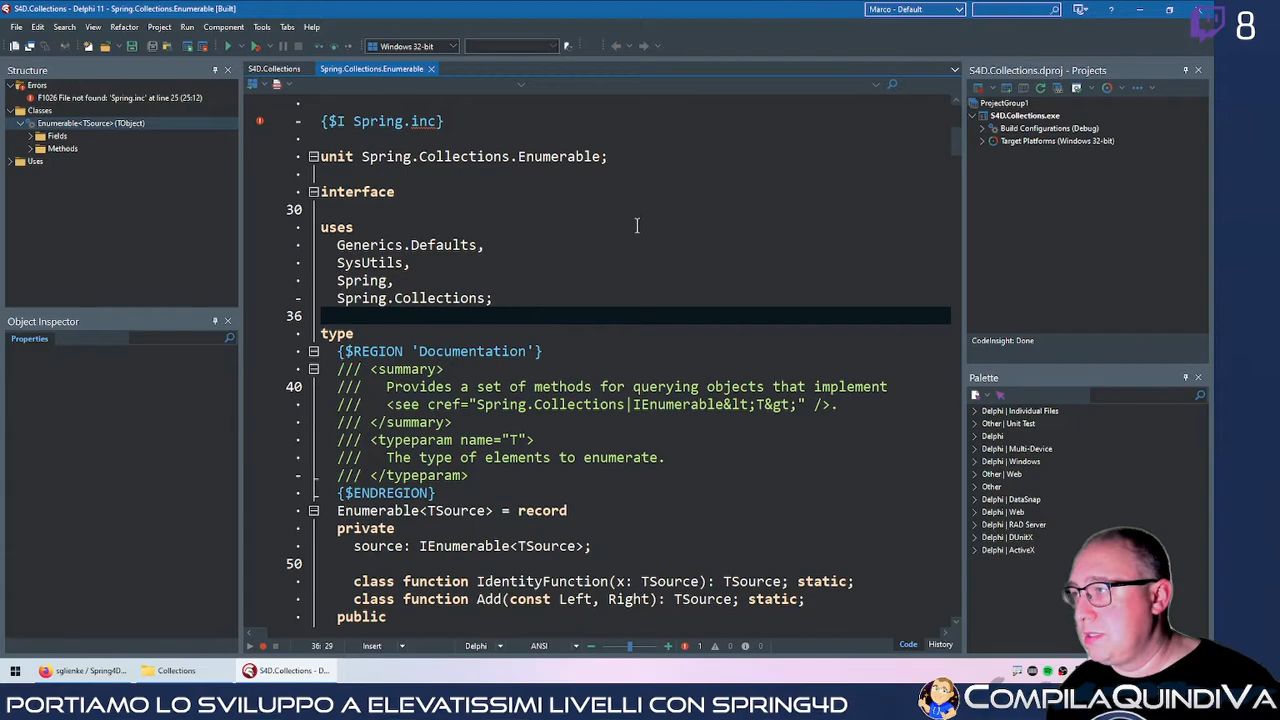 S4D.Collections - Delphi 11 - Spring.Collections.Enumerable [Built]
Marco - Default
8
File Edit Search View Refactor Project Run Component Tools Tabs Help
Windows 32-bit
Structure
Errors
F1026 File not found: 'Spring.inc' at line 25 (25:12)
Classes
Enumerable<TSource>{TObject}
Fields
Methods
Uses
Object Inspector
Properties
S4D.Collections
Spring.Collections.Enumerable
{$I Spring.inc}
unit Spring.Collections.Enumerable;
interface
30
uses
Generics.Defaults,
SysUtils,
Spring,
Spring.Collections;
36
type
{$REGION 'Documentation'}
/// <summary>
40 /// Provides a set of methods for querying objects that implement
/// <see cref="Spring.Collections|IEnumerable&lt;T&gt;" />.
/// </summary>
/// <typeparam name="T">
/// The type of elements to enumerate.
/// </typeparam>
{$ENDREGION}
Enumerable<TSource> = record
private
source: IEnumerable<TSource>;
50
class function IdentityFunction(x: TSource): TSource; static;
class function Add(const Left, Right): TSource; static;
public
36: 29 Insert Delphi ANSI 1 0 0 Code History
S4D.Collections.dproj - Projects
ProjectGroup1
S4D.Collections.exe
Build Configurations (Debug)
Target Platforms (Windows 32-bit)
CodeInsight: Done
Palette
Delphi | Individual Files
Other | Unit Test
Delphi
Delphi | Multi-Device
Delphi | Windows
Other | Web
Other
Delphi | DataSnap
Delphi | Web
Delphi | RAD Server
Delphi | DUnitX
Delphi | ActiveX
sglienke / Spring4D...
Collections
S4D.Collections - D...
PORTIAMO LO SVILUPPO A ELEVATISSIMI LIVELLI CON SPRING4D
COMPILAQUINDIVA